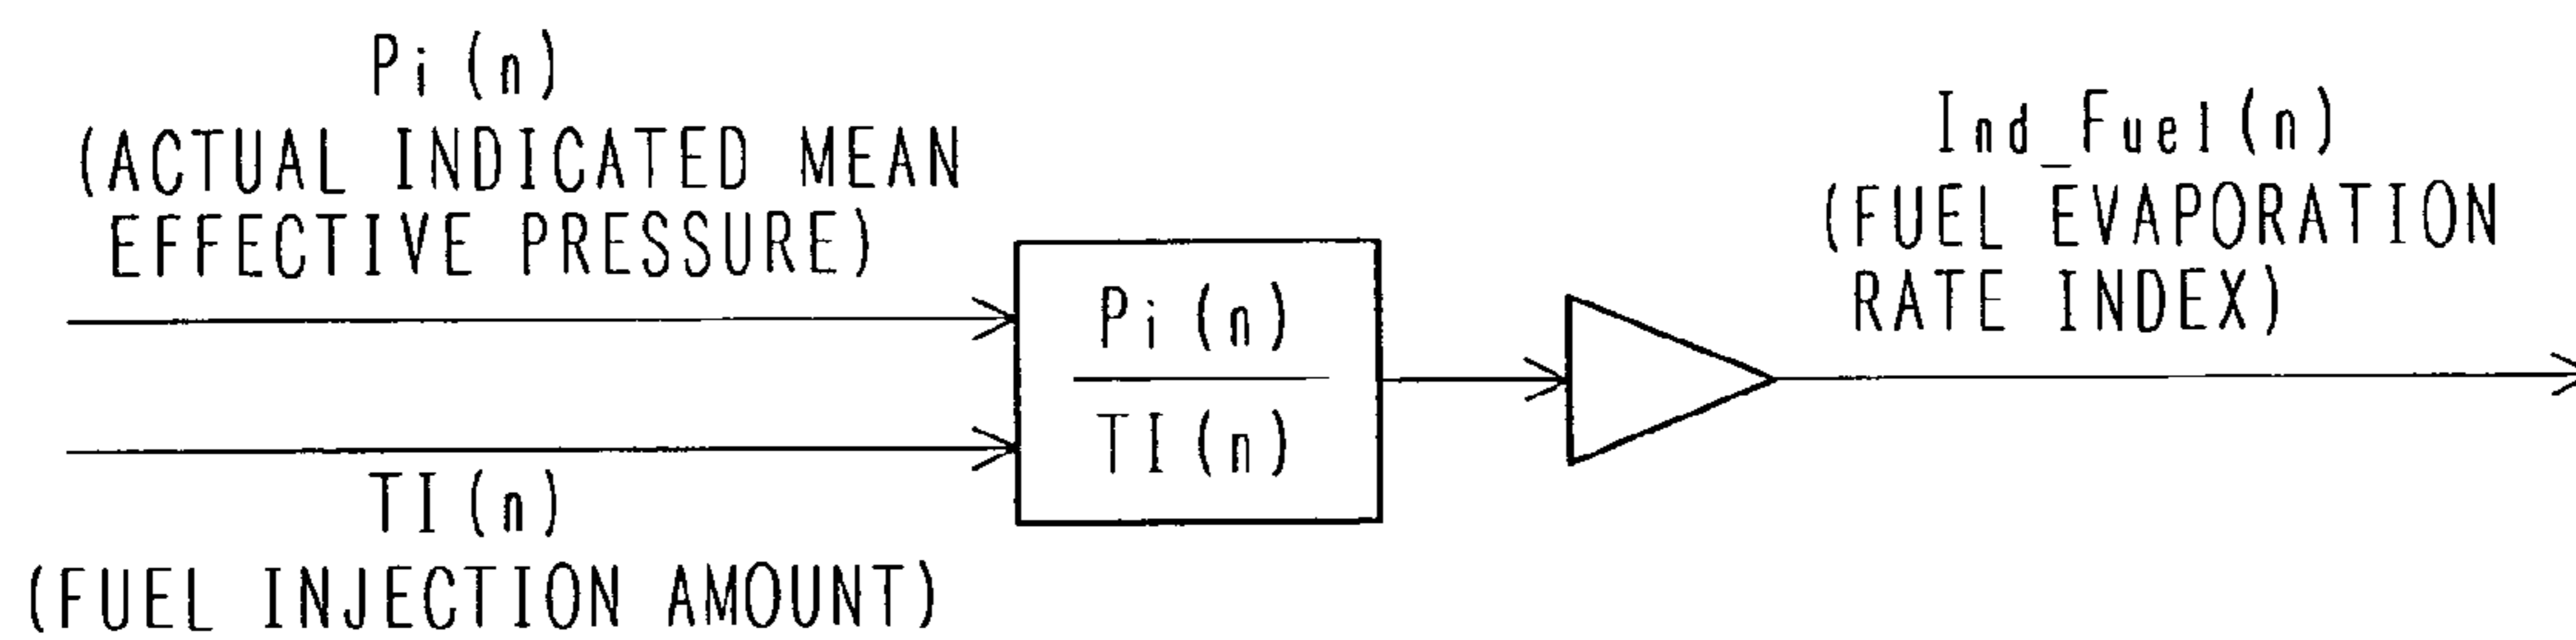 Pi(n)
(ACTUAL INDICATED MEAN
EFFECTIVE PRESSURE)
Pi(n)
TI(n)
TI(n)
(FUEL INJECTION AMOUNT)
Ind_Fuel(n)
(FUEL EVAPORATION
RATE INDEX)